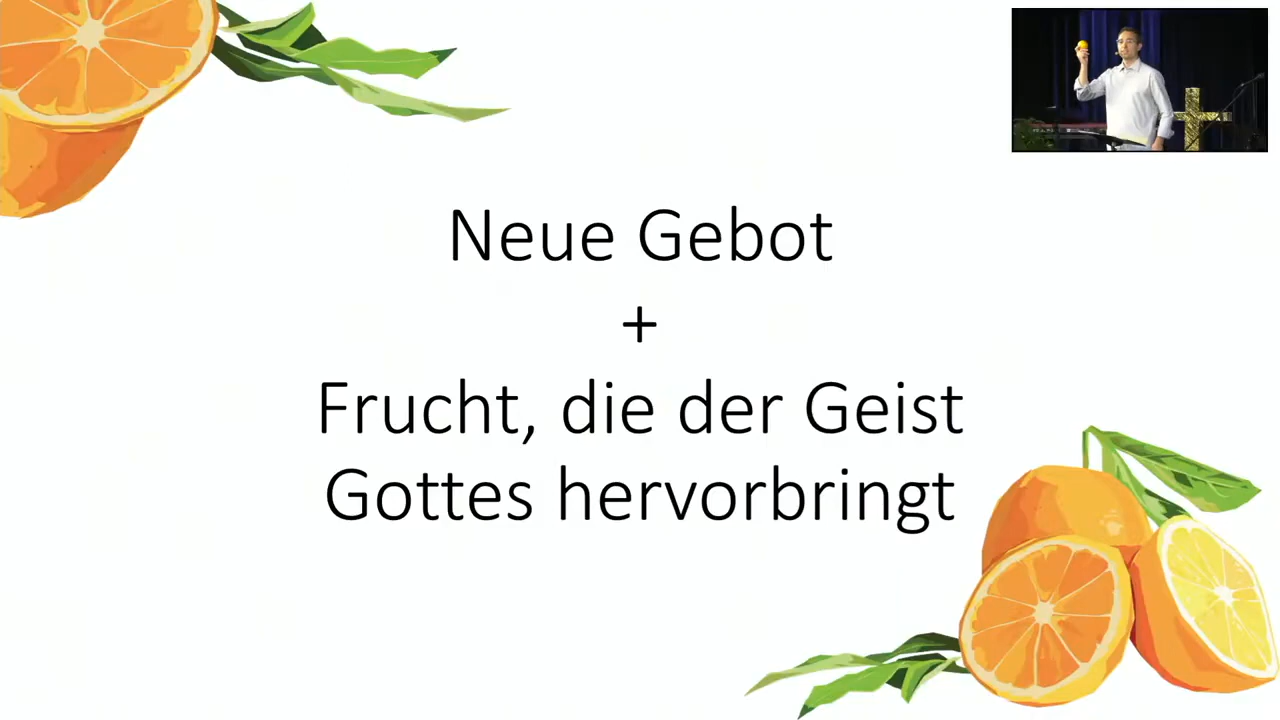 Neue Gebot
+
Frucht, die der Geist
Gottes hervorbringt